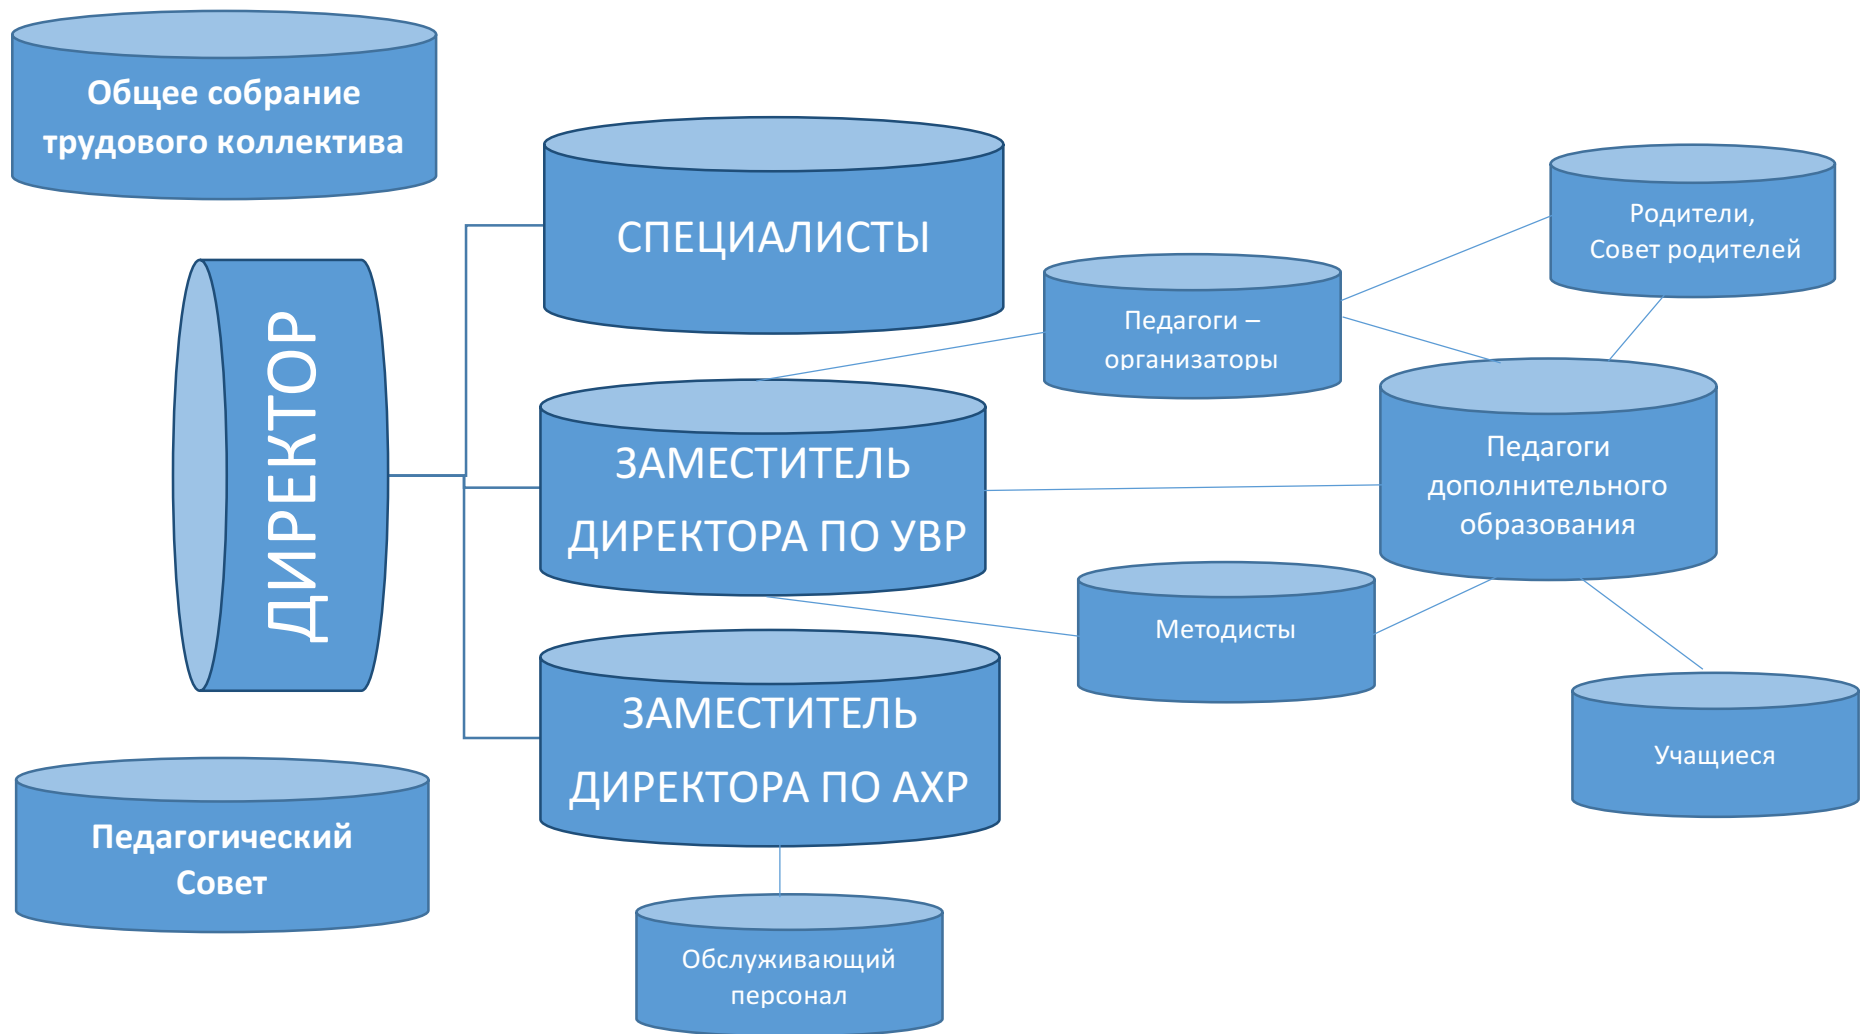 Общее собрание
трудового коллектива
СПЕЦИАЛИСТЫ
Родители,
Совет родителей
Педагоги –
организаторы
ДИРЕКТОР
ЗАМЕСТИТЕЛЬ
ДИРЕКТОРА ПО УВР
Педагоги
дополнительного
образования
Методисты
ЗАМЕСТИТЕЛЬ
ДИРЕКТОРА ПО АХР
Учащиеся
Педагогический
Совет
Обслуживающий
персонал